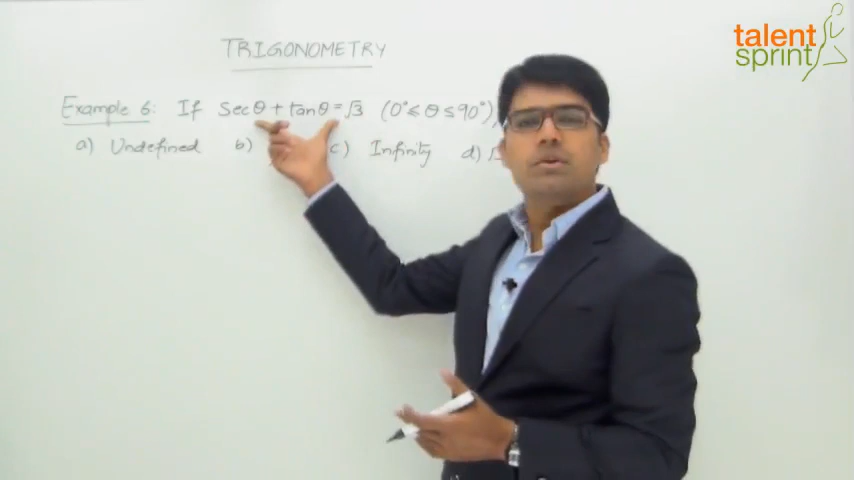 talent
sprint
TRIGONOMETRY
Example 6: If Secθ + tanθ = √3 (0° ≤ θ ≤ 90°),
a) Undefined b) c) Infinity d)